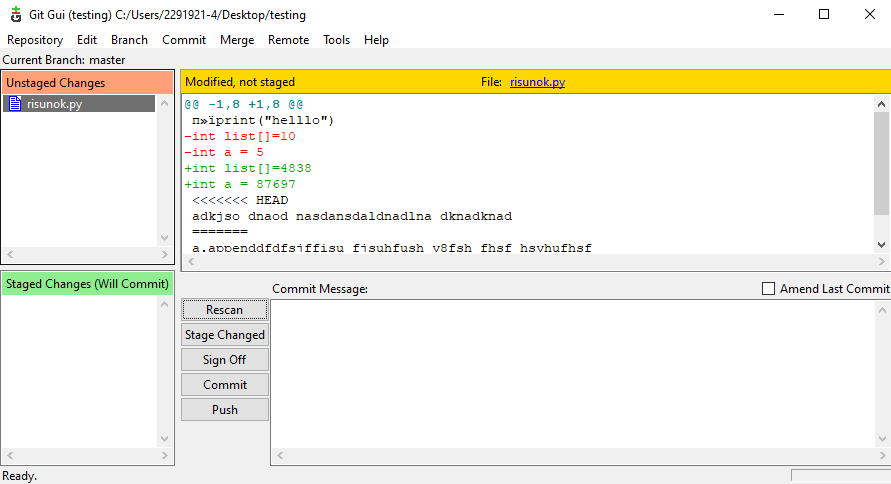 Git Gui (testing) C:/Users/2291921-4/Desktop/testing
Repository Edit Branch Commit Merge Remote Tools Help
Current Branch: master
Unstaged Changes
risunok.py
Modified, not staged File: risunok.py
@@ -1,8 +1,8 @@
п»їprint("helllo")
-int list[]=10
-int a = 5
+int list[]=4838
+int a = 87697
<<<<<<< HEAD
adkjso dnaod nasdansdaldnadlna dknadknad
=======
a.appenddfdfsjffisu fjsuhfush v8fsh fhsf hsvhufhsf
Staged Changes (Will Commit)
Commit Message:
Amend Last Commit
Rescan
Stage Changed
Sign Off
Commit
Push
Ready.